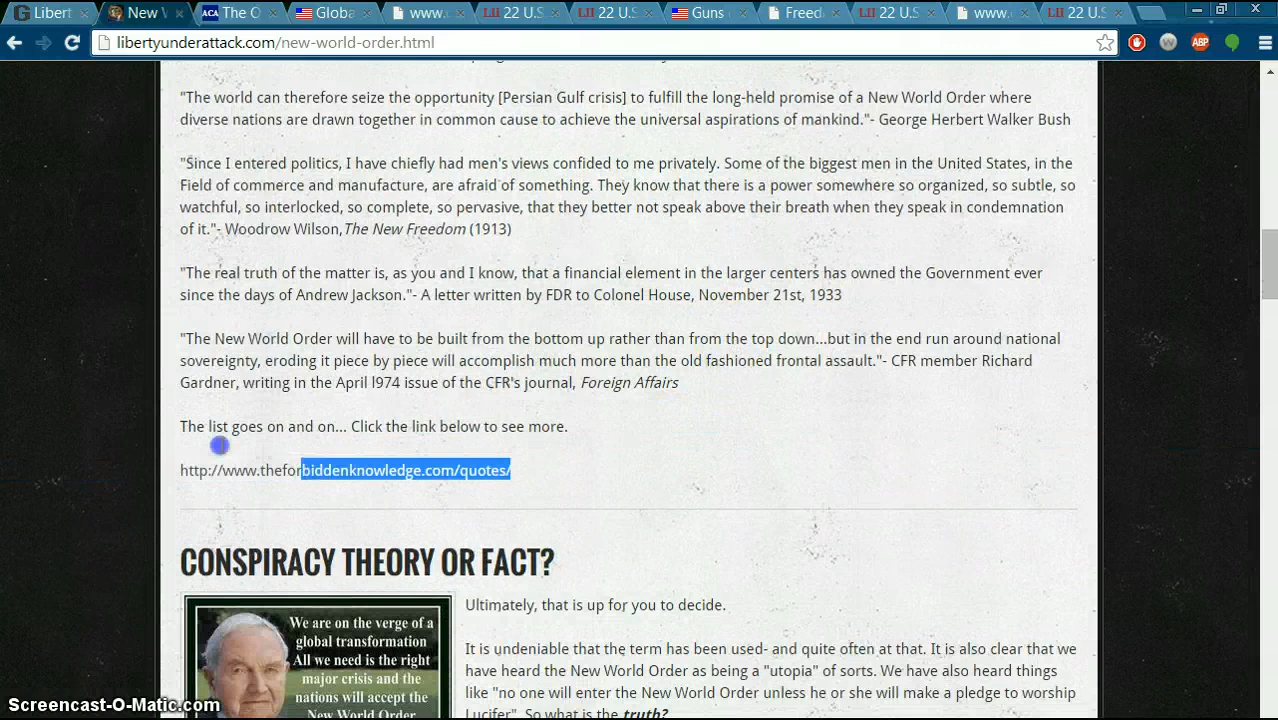 Libert
New V
The O
Globa
www.c
22 U.S
22 U.S
Guns
Freed
22 U.S
www.c
22 U.S
libertyunderattack.com/new-world-order.html
"The world can therefore seize the opportunity [Persian Gulf crisis] to fulfill the long-held promise of a New World Order where
diverse nations are drawn together in common cause to achieve the universal aspirations of mankind."- George Herbert Walker Bush
"Since I entered politics, I have chiefly had men's views confided to me privately. Some of the biggest men in the United States, in the
Field of commerce and manufacture, are afraid of something. They know that there is a power somewhere so organized, so subtle, so
watchful, so interlocked, so complete, so pervasive, that they better not speak above their breath when they speak in condemnation
of it."- Woodrow Wilson,The New Freedom (1913)
"The real truth of the matter is, as you and I know, that a financial element in the larger centers has owned the Government ever
since the days of Andrew Jackson."- A letter written by FDR to Colonel House, November 21st, 1933
"The New World Order will have to be built from the bottom up rather than from the top down...but in the end run around national
sovereignty, eroding it piece by piece will accomplish much more than the old fashioned frontal assault."- CFR member Richard
Gardner, writing in the April l974 issue of the CFR's journal, Foreign Affairs
The list goes on and on... Click the link below to see more.
http://www.theforbiddenknowledge.com/quotes/
CONSPIRACY THEORY OR FACT?
We are on the verge of a
global transformation
All we need is the right
major crisis and the
nations will accept the
New World Order
Ultimately, that is up for you to decide.
It is undeniable that the term has been used- and quite often at that. It is also clear that we
have heard the New World Order as being a "utopia" of sorts. We have also heard things
like "no one will enter the New World Order unless he or she will make a pledge to worship
Lucifer". So what is the truth?
Screencast-O-Matic.com